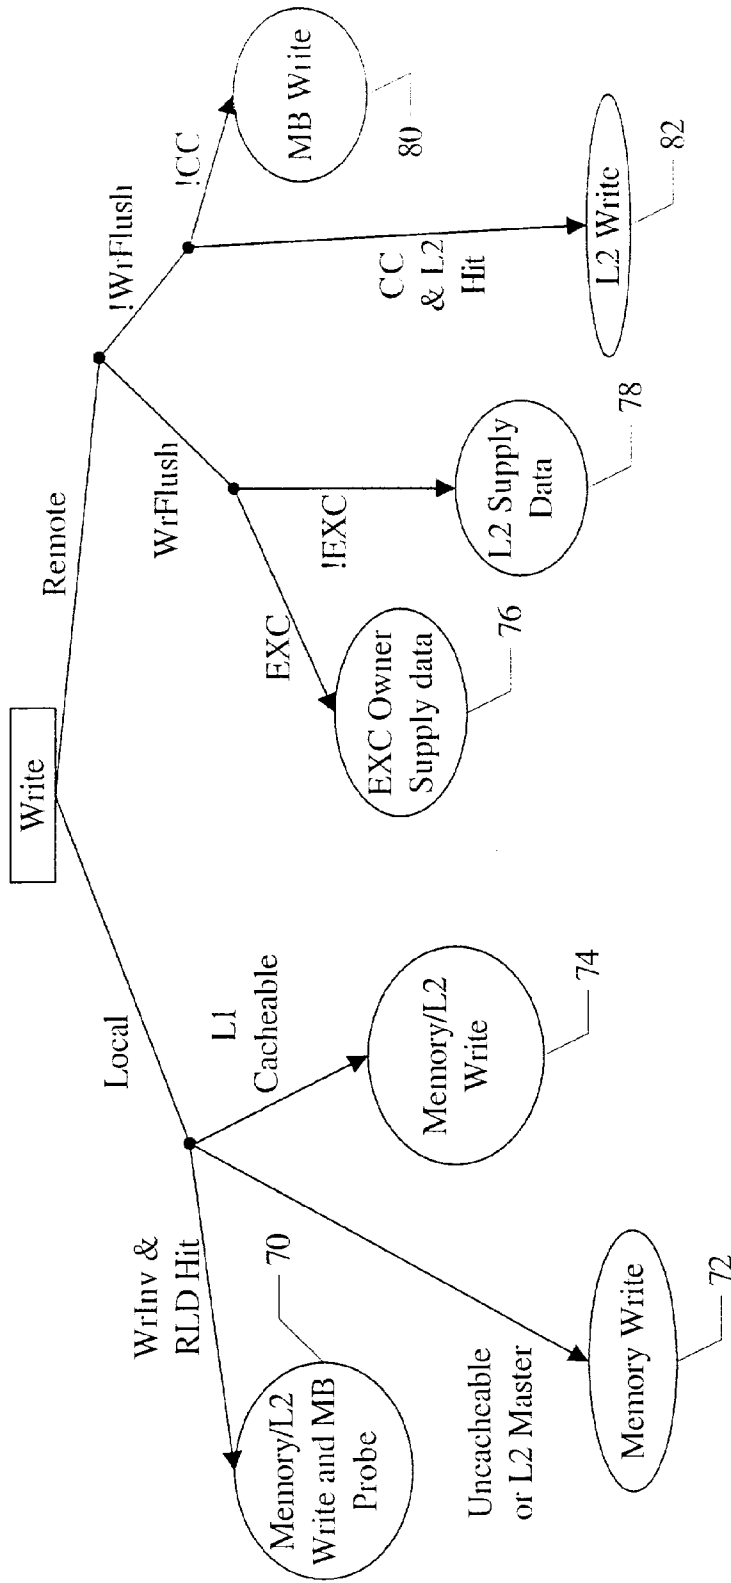 Write
Local
Remote
WrInv &
RLD Hit
L1
Cacheable
Uncacheable
or L2 Master
Memory/L2
Write and MB
Probe
70
Memory Write
72
Memory/L2
Write
74
WrFlush
!WrFlush
EXC
!EXC
EXC Owner
Supply data
76
L2 Supply
Data
78
!CC
CC
& L2
Hit
MB Write
80
L2 Write
82